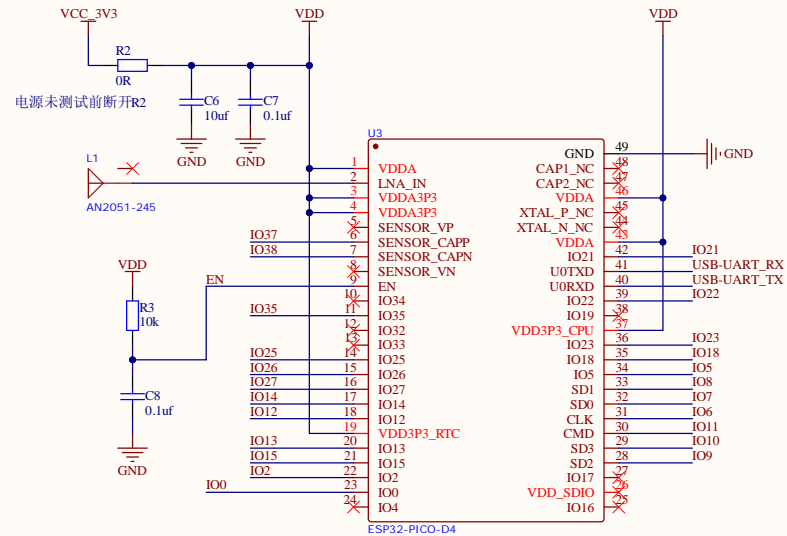 VCC_3V3
VDD
VDD
R2
0R
电源未测试前断开R2
C6
10uf
C7
0.1uf
GND
GND
L1
AN2051-245
VDD
R3
10k
EN
C8
0.1uf
GND
U3
IO37
IO38
IO35
IO25
IO26
IO27
IO14
IO12
IO13
IO15
IO2
IO0
1 VDDA
2 LNA_IN
3 VDDA3P3
4 VDDA3P3
5 SENSOR_VP
6 SENSOR_CAPP
7 SENSOR_CAPN
8 SENSOR_VN
9 EN
10 IO34
11 IO35
12 IO32
13 IO33
14 IO25
15 IO26
16 IO27
17 IO14
18 IO12
19 VDD3P3_RTC
20 IO13
21 IO15
22 IO2
23 IO0
24 IO4
GND 49
CAP1_NC 48
CAP2_NC 47
VDDA 46
XTAL_P_NC 45
XTAL_N_NC 44
VDDA 43
IO21 42
U0TXD 41
U0RXD 40
IO22 39
IO19 38
VDD3P3_CPU 37
IO23 36
IO18 35
IO5 34
SD1 33
SD0 32
CLK 31
CMD 30
SD3 29
SD2 28
IO17 27
VDD_SDIO 26
IO16 25
GND
IO21
USB-UART_RX
USB-UART_TX
IO22
IO23
IO18
IO5
IO8
IO7
IO6
IO11
IO10
IO9
ESP32-PICO-D4